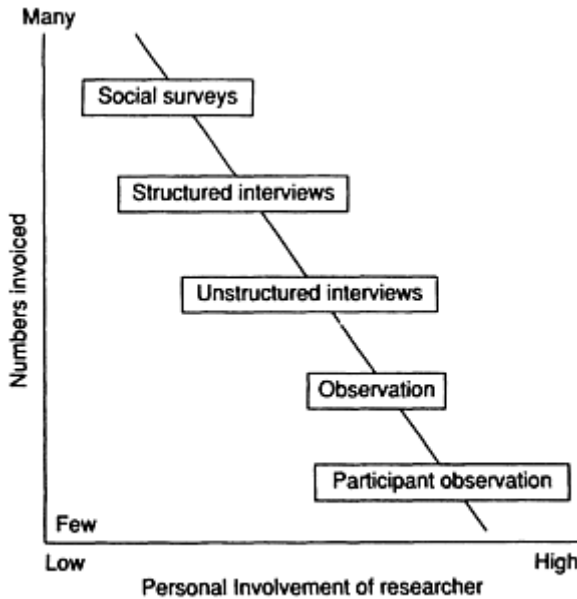 Many
Social surveys
Structured interviews
Unstructured interviews
Observation
Participant observation
Few
Low
High
Personal Involvement of researcher
Numbers invoiced